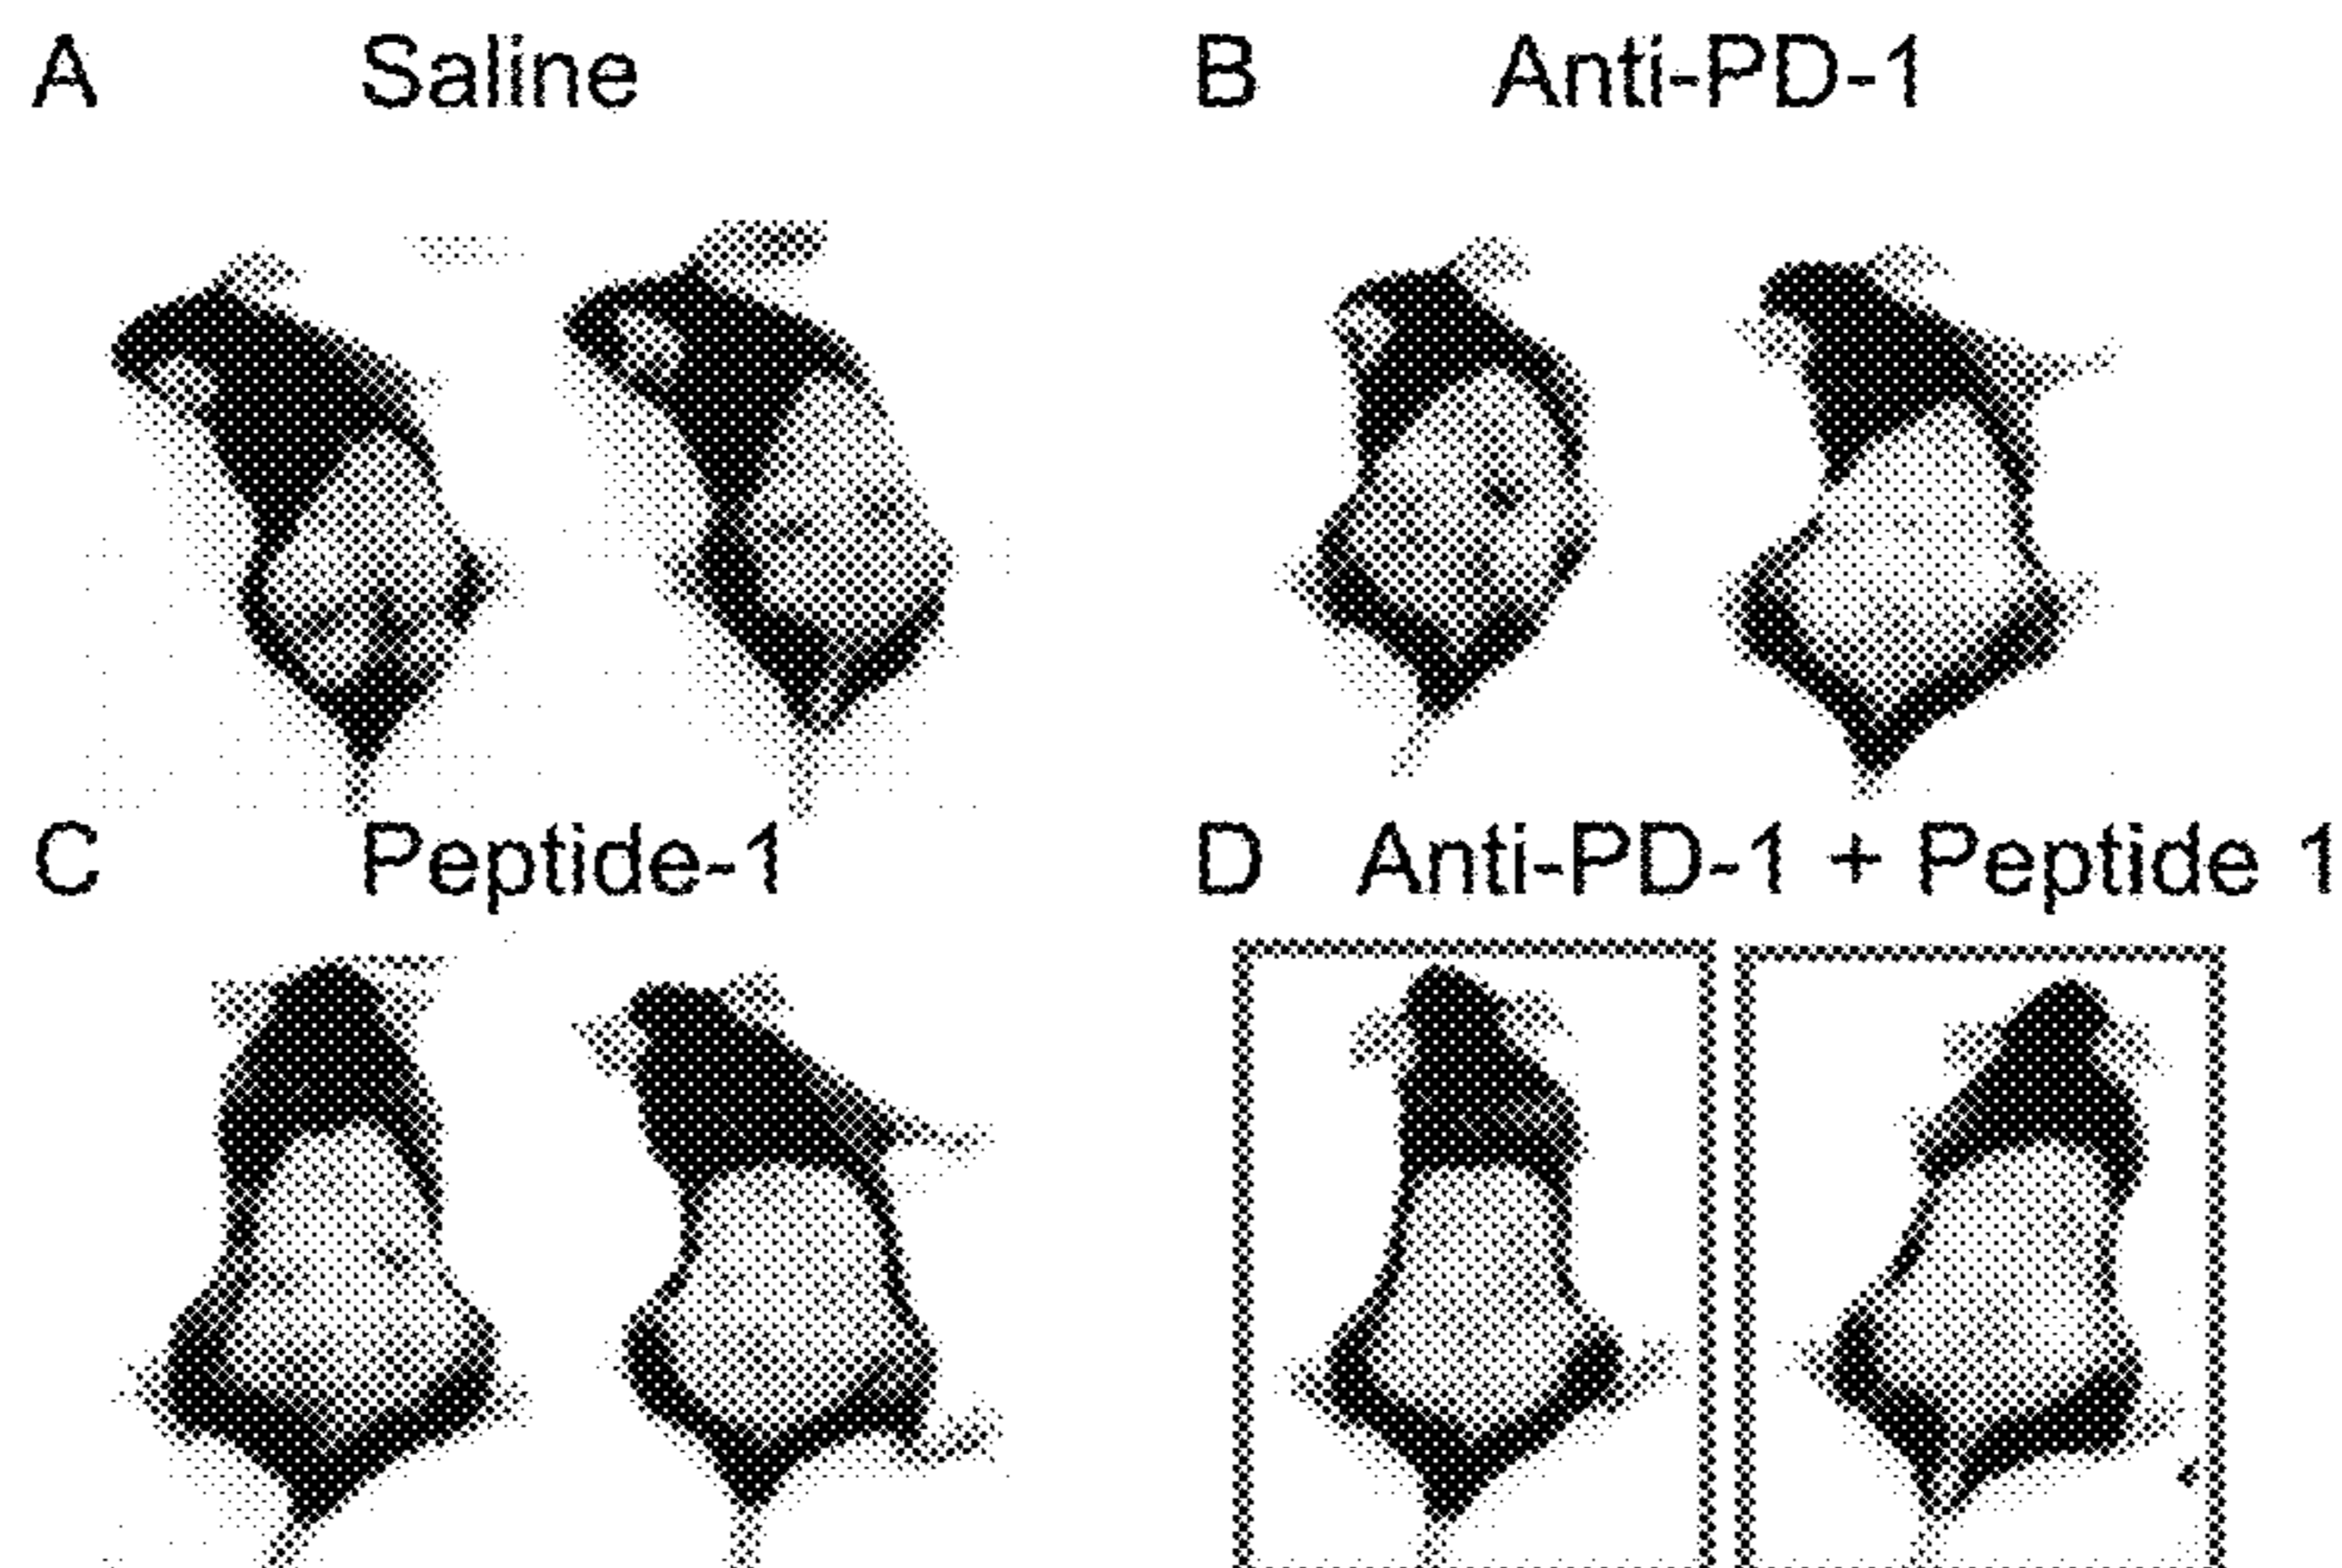 A Saline
B Anti-PD-1
C Peptide-1
D Anti-PD-1 + Peptide 1